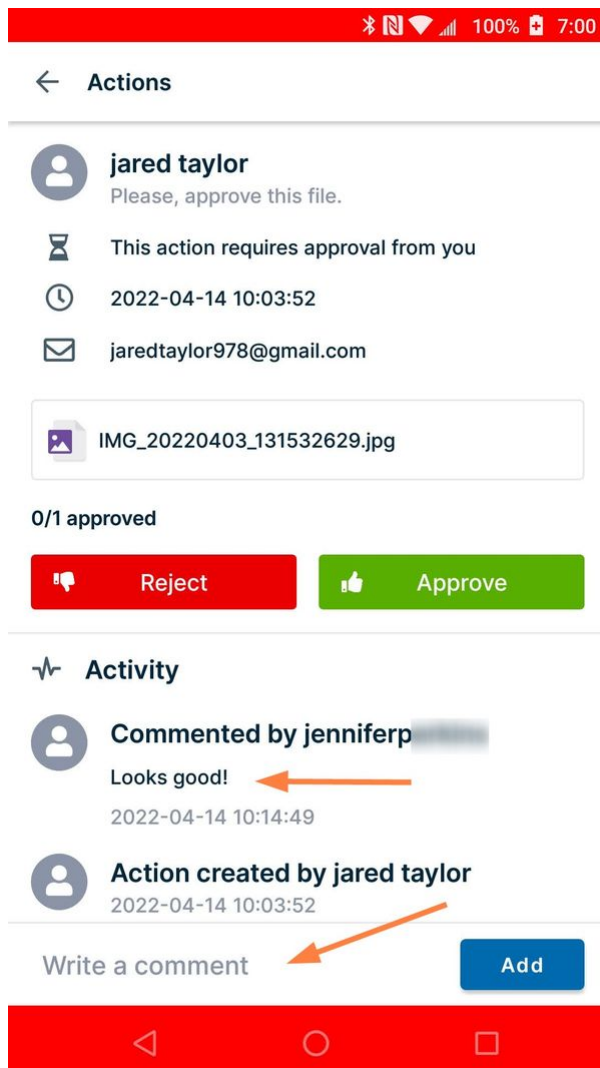 100% 7:00
Actions
jared taylor
Please, approve this file.
This action requires approval from you
2022-04-14 10:03:52
jaredtaylor978@gmail.com
IMG_20220403_131532629.jpg
0/1 approved
Reject Approve
Activity
Commented by jenniferp
Looks good!
2022-04-14 10:14:49
Action created by jared taylor
2022-04-14 10:03:52
Write a comment Add